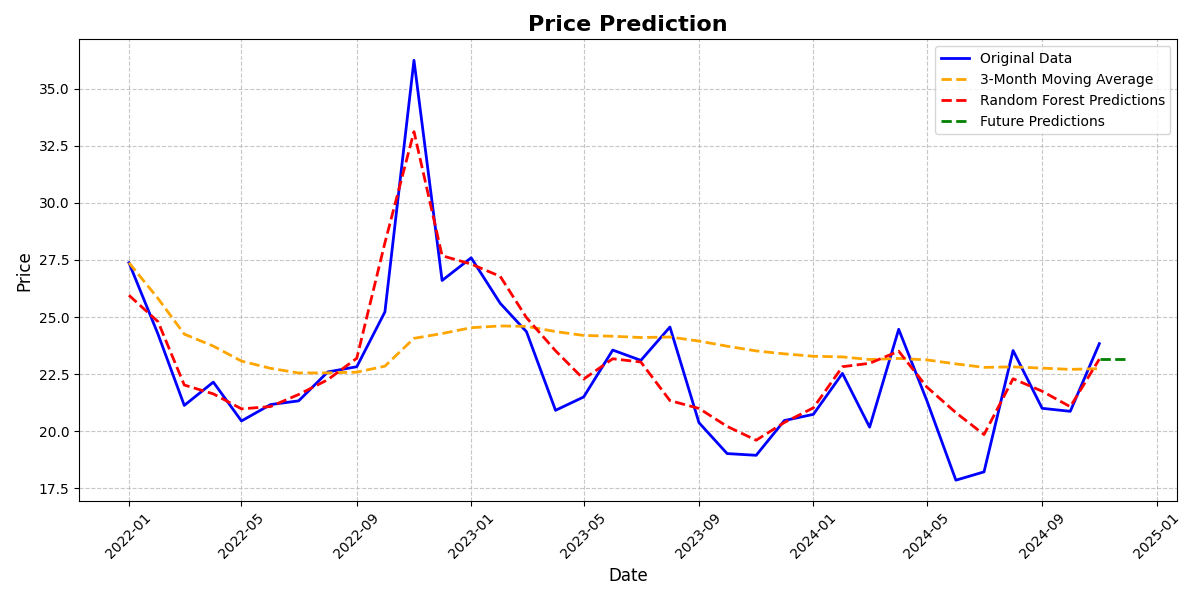 Price Prediction
Original Data
3-Month Moving Average
Random Forest Predictions
Future Predictions
Price
35.0
32.5
30.0
27.5
25.0
22.5
20.0
17.5
2022-01
2022-05
2022-09
2023-01
2023-05
2023-09
2024-01
2024-05
2024-09
2025-01
Date